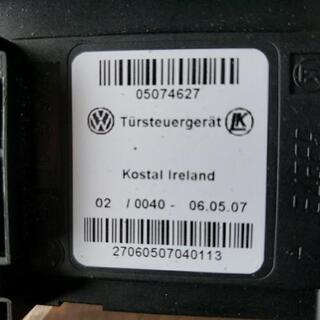 05074627
Türsteuergerät
Kostal Ireland
02 / 0040 - 06.05.07
27060507040113